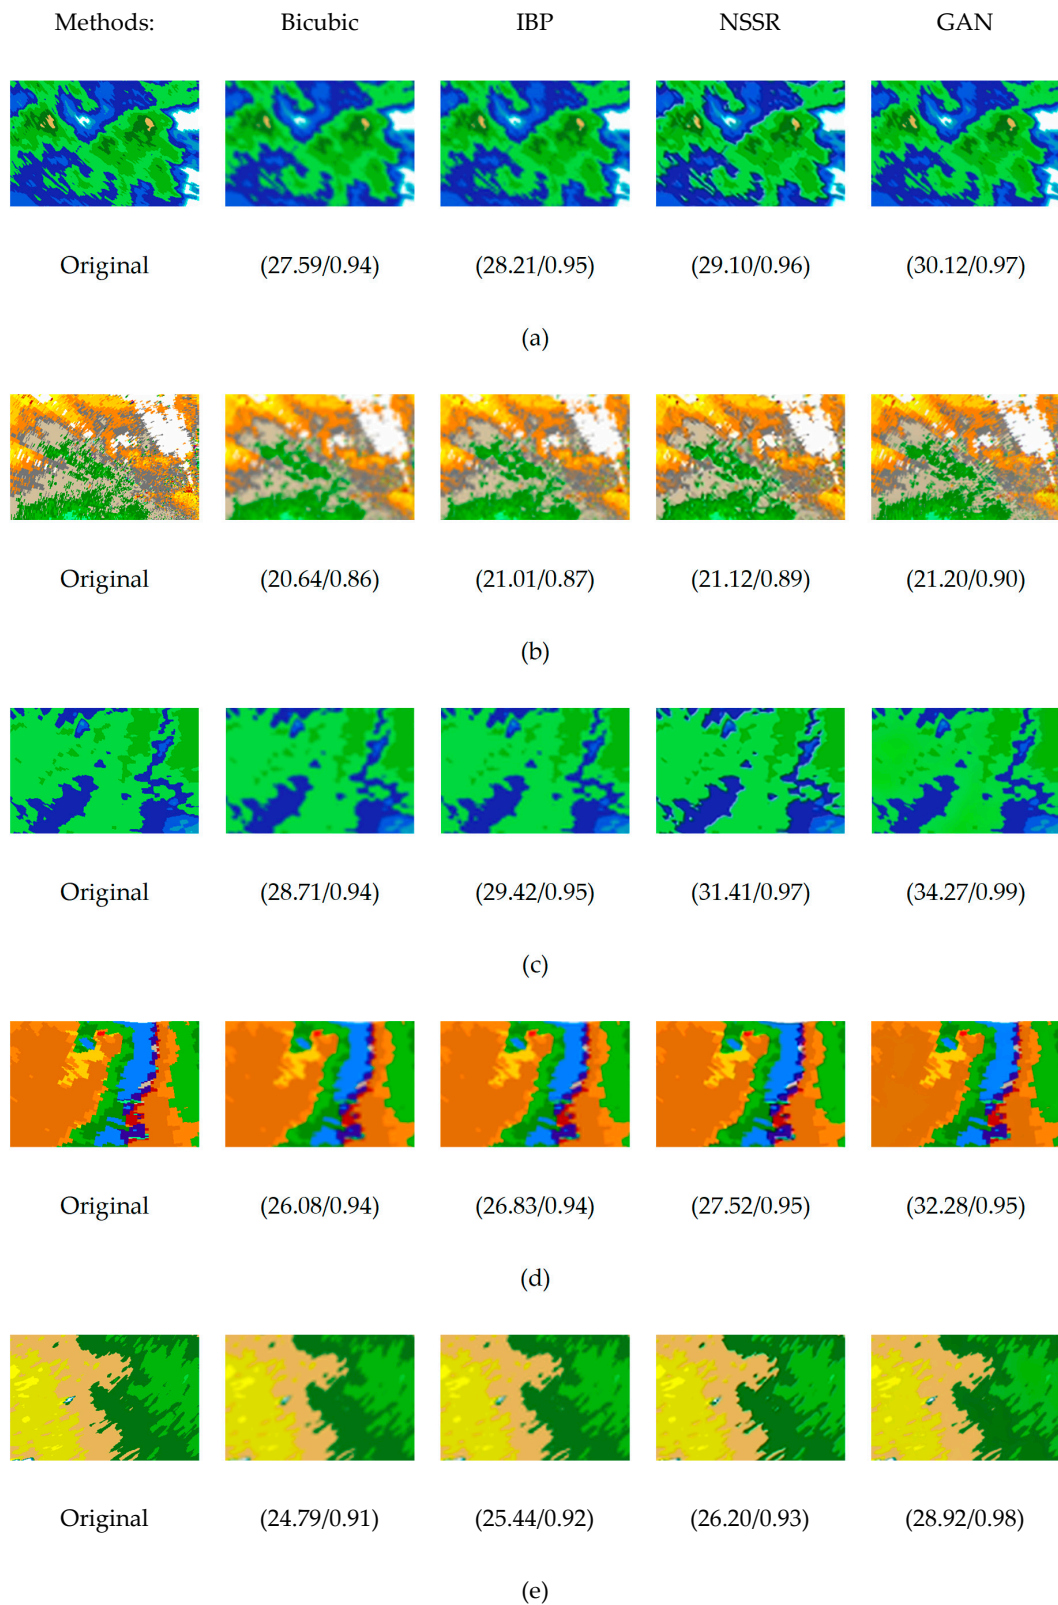 Methods: Bicubic IBP NSSR GAN
Original (27.59/0.94) (28.21/0.95) (29.10/0.96) (30.12/0.97)
(a)
Original (20.64/0.86) (21.01/0.87) (21.12/0.89) (21.20/0.90)
(b)
Original (28.71/0.94) (29.42/0.95) (31.41/0.97) (34.27/0.99)
(c)
Original (26.08/0.94) (26.83/0.94) (27.52/0.95) (32.28/0.95)
(d)
Original (24.79/0.91) (25.44/0.92) (26.20/0.93) (28.92/0.98)
(e)